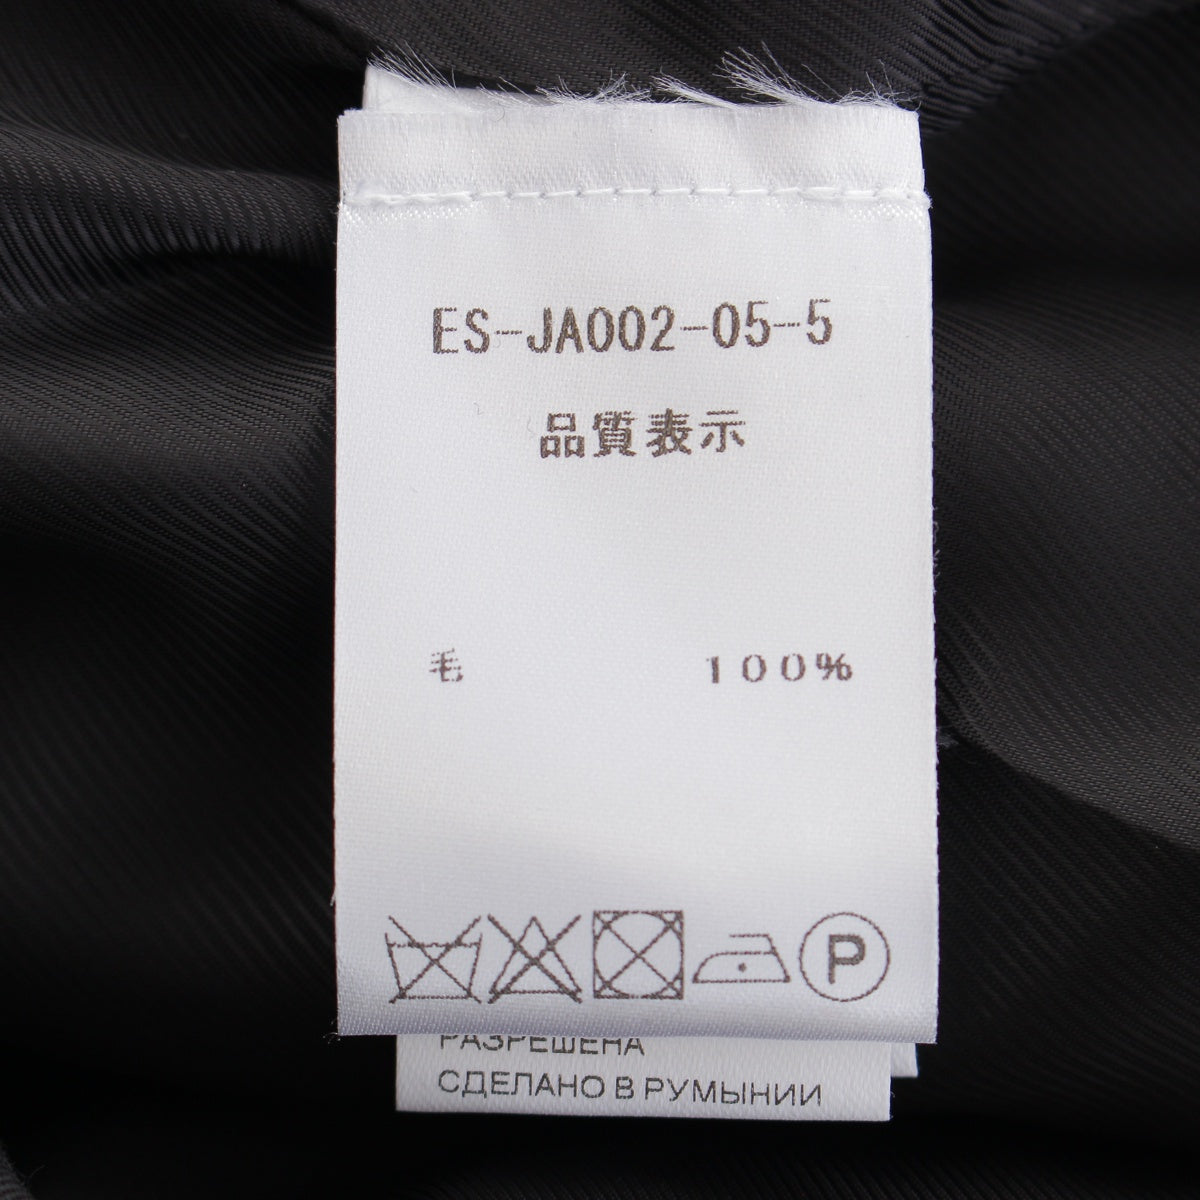 ES-JA002-05-5
品質表示
毛 100%
P
РАЗРЕШЕНА
СДЕЛАНО В РУМЫНИИ